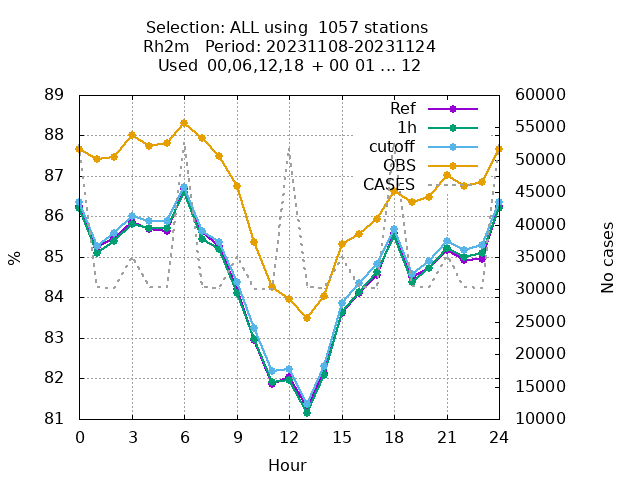 Selection: ALL using  1057 stations
Rh2m   Period: 20231108-20231124
Used  00,06,12,18  + 00 01 ... 12
89
88
87
86
85
84
83
82
81
%
60000
55000
50000
45000
40000
35000
30000
25000
20000
15000
10000
No cases
Ref
1h
cutoff
OBS
CASES
0 3 6 9 12 15 18 21 24
Hour